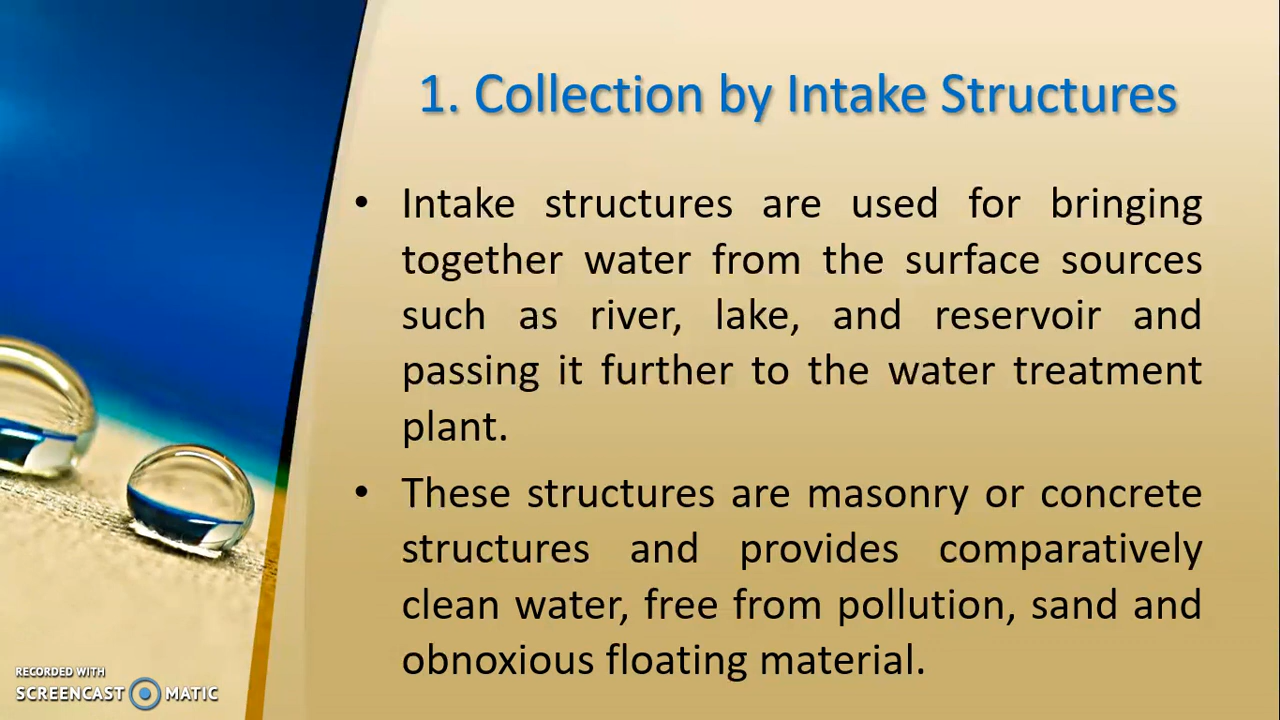 1. Collection by Intake Structures
• Intake structures are used for bringing
together water from the surface sources
such as river, lake, and reservoir and
passing it further to the water treatment
plant.
• These structures are masonry or concrete
structures and provides comparatively
clean water, free from pollution, sand and
obnoxious floating material.
RECORDED WITH
SCREENCAST MATIC